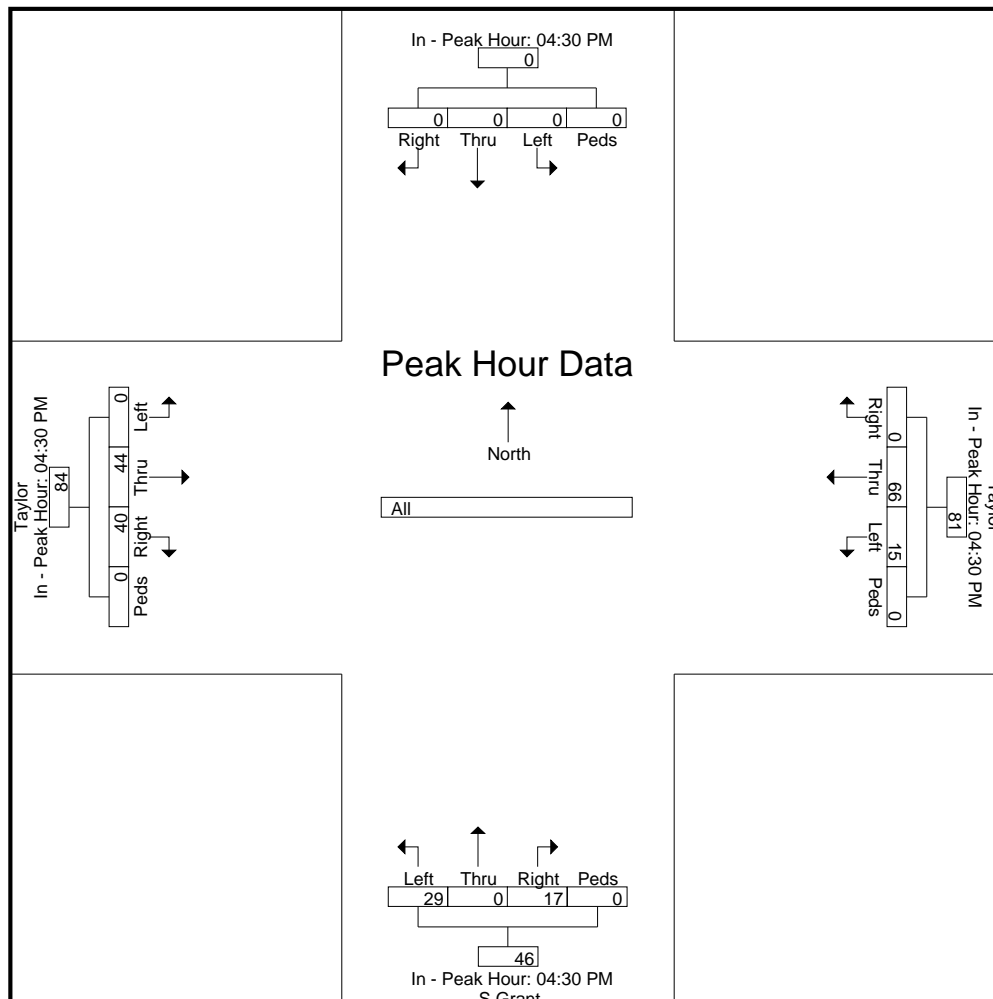 In - Peak Hour: 04:30 PM
0
0 0 0 0
Right Thru Left Peds
Peak Hour Data
North
All
Taylor
In - Peak Hour: 04:30 PM
84
0 44 40 0
Left Thru Right Peds
Taylor
In - Peak Hour: 04:30 PM
81
0 66 15 0
Right Thru Left Peds
Left Thru Right Peds
29 0 17 0
46
In - Peak Hour: 04:30 PM
S Grant